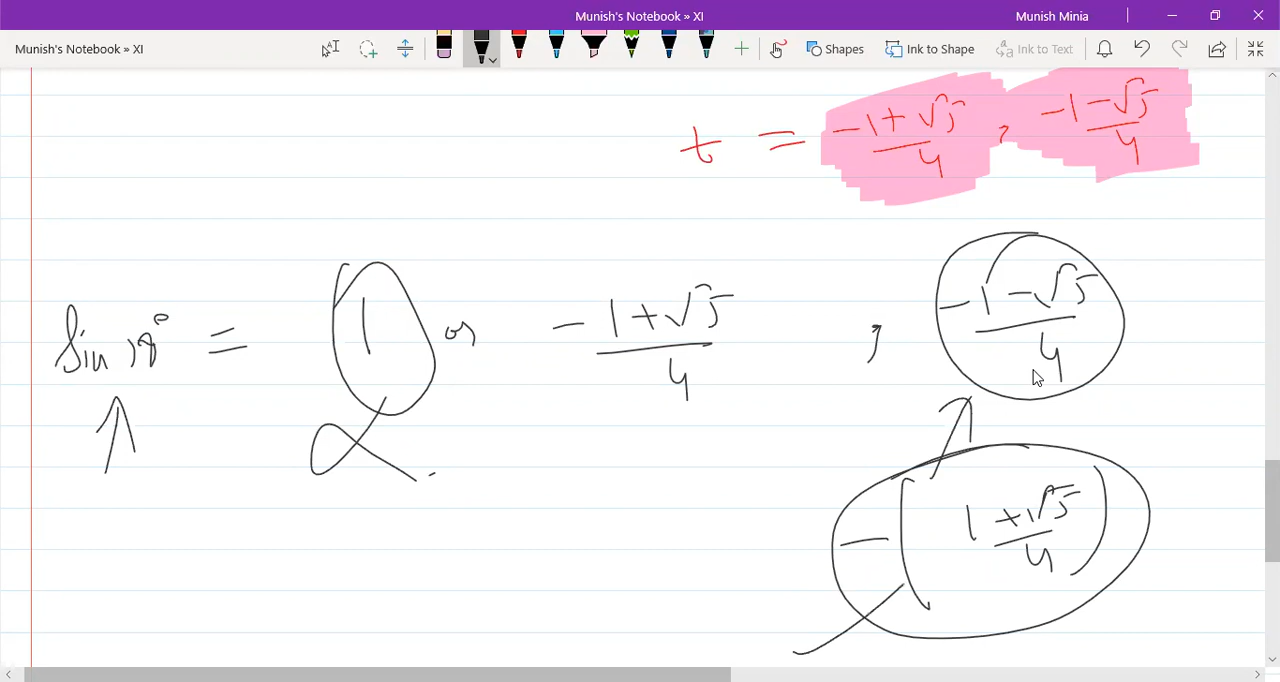 Munish's Notebook » XI
Munish Minia
Munish's Notebook » XI
Shapes
Ink to Shape
Ink to Text
t = (-1+√5)/4 , (-1-√5)/4
Sin 18° = 1 or (-1+√5)/4 , (-1-√5)/4
-(1+√5)/4